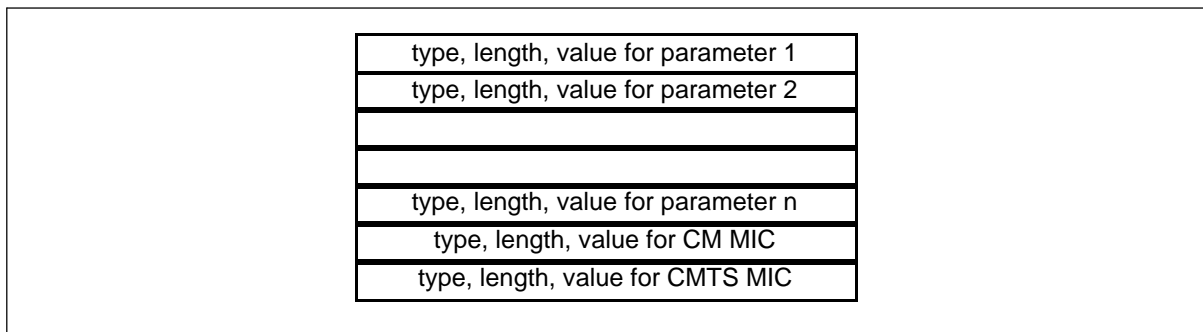 type, length, value for parameter 1
type, length, value for parameter 2
type, length, value for parameter n
type, length, value for CM MIC
type, length, value for CMTS MIC